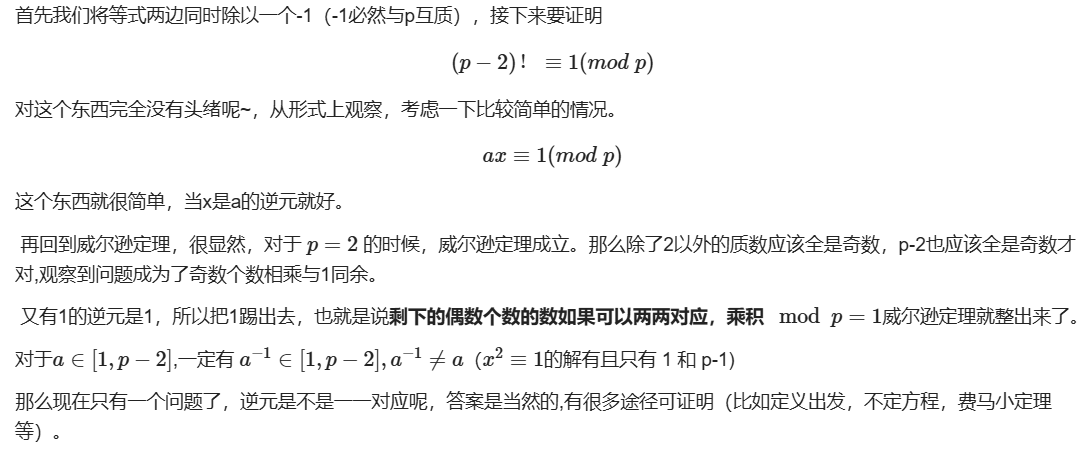 首先我们将等式两边同时除以一个-1（-1必然与p互质），接下来要证明
(p − 2)! ≡ 1(mod p)
对这个东西完全没有头绪呢~，从形式上观察，考虑一下比较简单的情况。
ax ≡ 1(mod p)
这个东西就很简单，当x是a的逆元就好。
再回到威尔逊定理，很显然，对于 p = 2 的时候，威尔逊定理成立。那么除了2以外的质数应该全是奇数，p-2也应该全是奇数才
对,观察到问题成为了奇数个数相乘与1同余。
又有1的逆元是1，所以把1踢出去，也就是说剩下的偶数个数的数如果可以两两对应，乘积 mod p = 1威尔逊定理就整出来了。
对于a ∈ [1, p − 2],一定有 a⁻¹ ∈ [1, p − 2], a⁻¹ ≠ a（x² ≡ 1的解有且只有 1 和 p-1)
那么现在只有一个问题了，逆元是不是一一对应呢，答案是当然的,有很多途径可证明（比如定义出发，不定方程，费马小定理
等）。